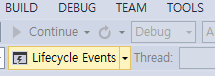 BUILD DEBUG TEAM TOOLS
Continue Debug
Lifecycle Events Thread: